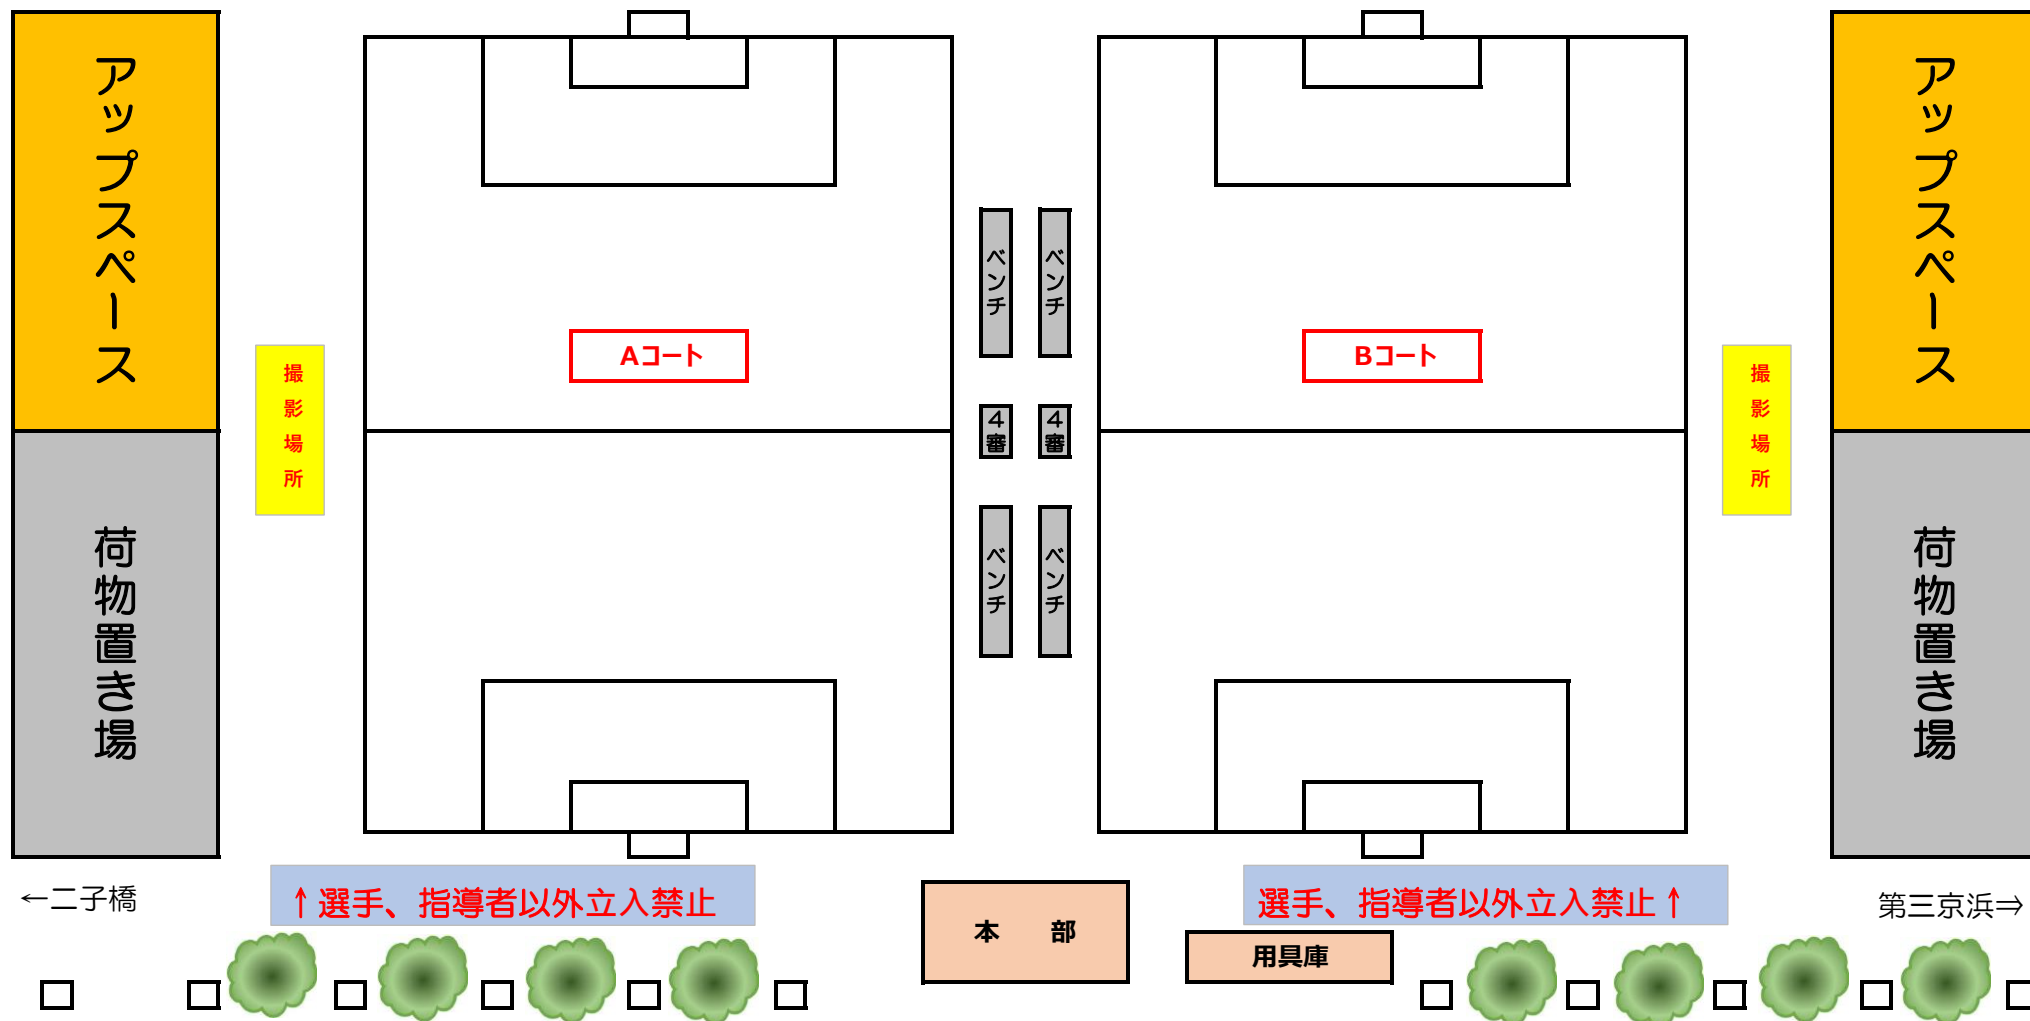 アップスペース
アップスペース
ベンチ
ベンチ
Aコート
Bコート
撮影場所
撮影場所
4審
4審
荷物置き場
荷物置き場
ベンチ
ベンチ
←二子橋
↑選手、指導者以外立入禁止
本 部
選手、指導者以外立入禁止↑
第三京浜⇒
用具庫